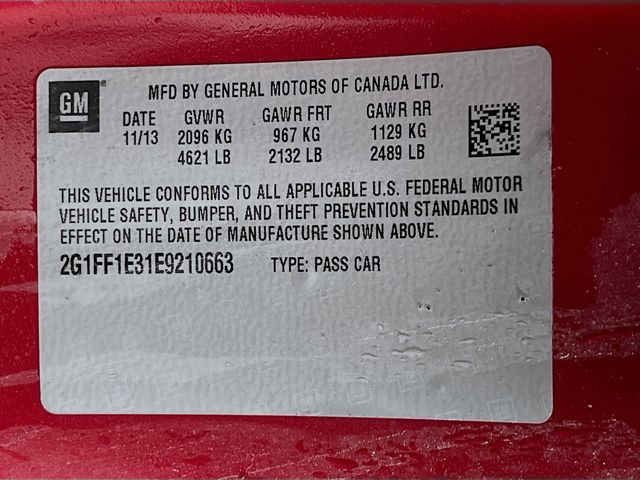 GM
MFD BY GENERAL MOTORS OF CANADA LTD.
DATE GVWR GAWR FRT GAWR RR
11/13 2096 KG 967 KG 1129 KG
4621 LB 2132 LB 2489 LB
THIS VEHICLE CONFORMS TO ALL APPLICABLE U.S. FEDERAL MOTOR
VEHICLE SAFETY, BUMPER, AND THEFT PREVENTION STANDARDS IN
EFFECT ON THE DATE OF MANUFACTURE SHOWN ABOVE.
2G1FF1E31E9210663 TYPE: PASS CAR